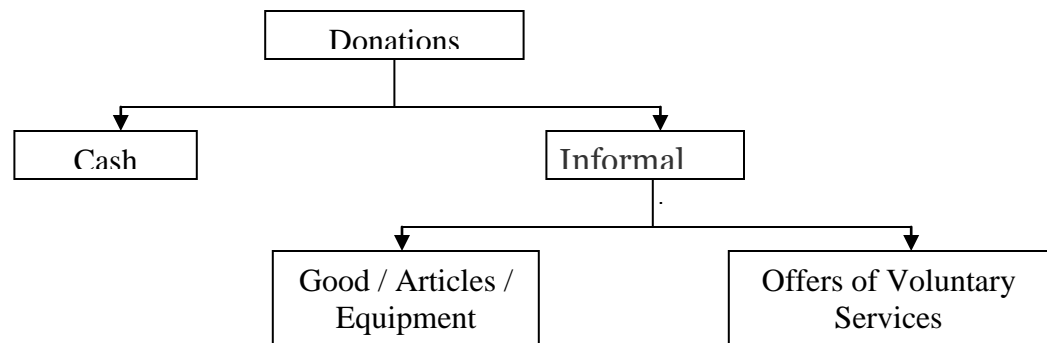 Donations
Cash
Informal
Good / Articles /
Equipment
Offers of Voluntary
Services